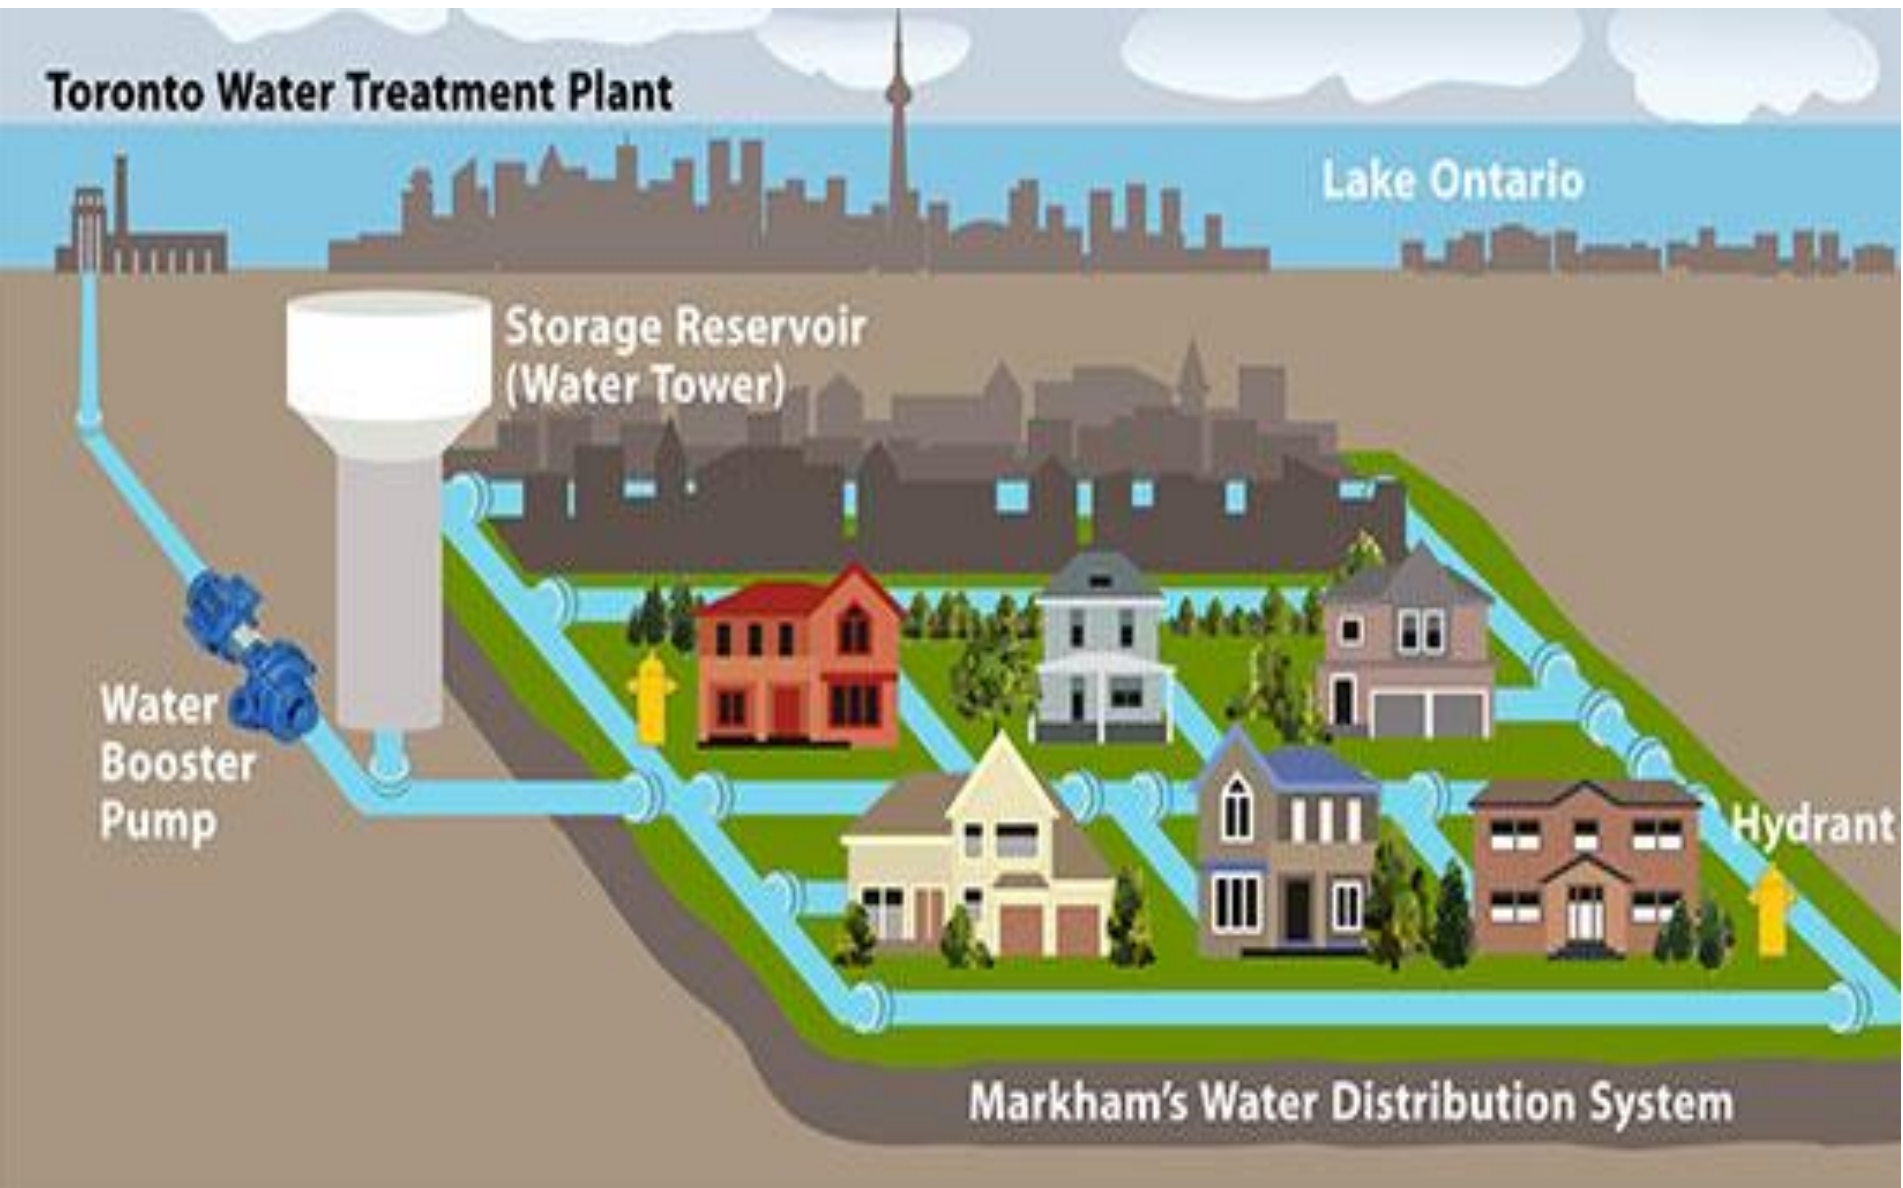 Toronto Water Treatment Plant
Lake Ontario
Storage Reservoir
(Water Tower)
Water
Booster
Pump
Hydrant
Markham's Water Distribution System